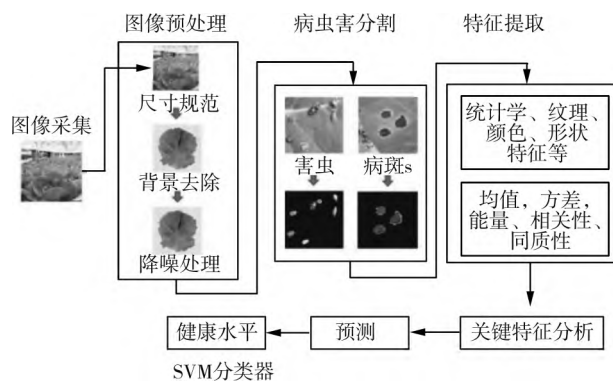 图像预处理
病虫害分割
特征提取
图像采集
尺寸规范
背景去除
降噪处理
害虫
病斑s
统计学、纹理、
颜色、形状
特征等
均值，方差，
能量、相关性、
同质性
健康水平
预测
关键特征分析
SVM分类器